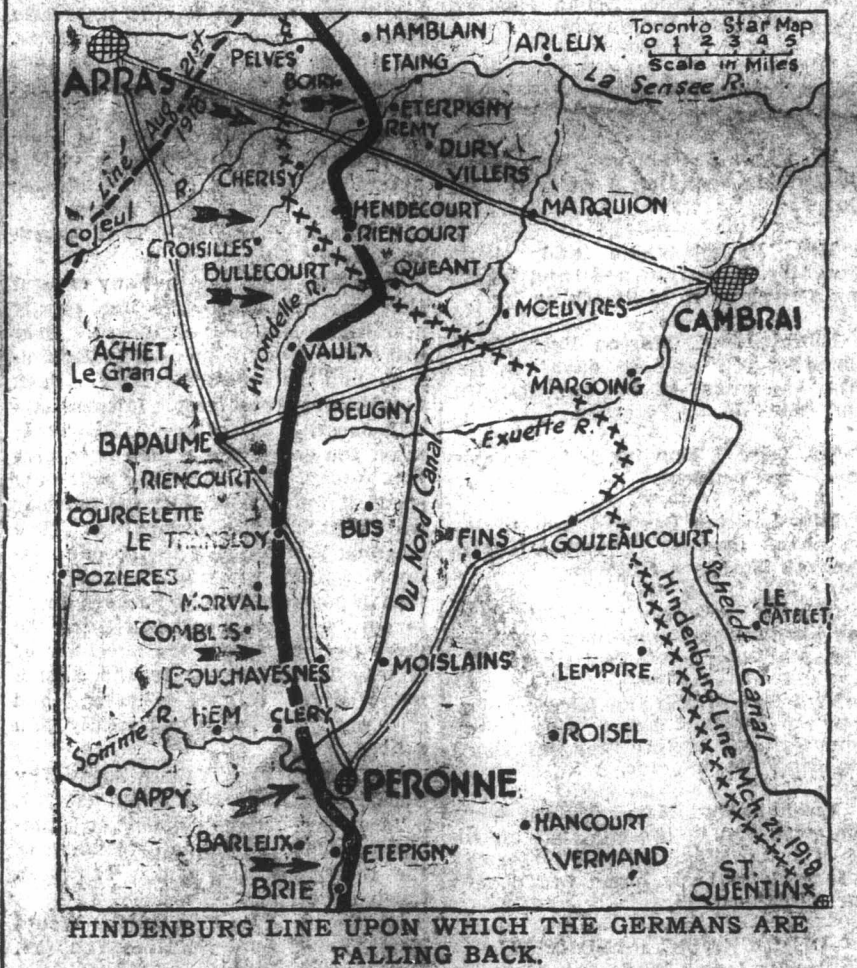 Toronto Star Map
0 1 2 3 4 5
Scale in Miles
HAMBLAIN
ARLEUX
PELVES
ETAING
ARRAS
BOIRY
La Sensee R.
Line Aug. 21st 1918
ETERPIGNY
REMY
DURY
VILLERS
CHERISY
Cojeul R.
HENDECOURT
MARQUION
RIENCOURT
CROISILLES
BULLECOURT
QUEANT
Hirondelle R.
MOEUVRES
CAMBRAI
VAULX
ACHIET
Le Grand
MARGOING
BEUGNY
BAPAUME
Exuette R.
RIENCOURT
COURCELETTE
BUS
Du Nord Canal
LE TRANSLOY
FINS
GOUZEAUCOURT
POZIERES
MORVAL
Scheldt Canal
LE
CATELET
COMBLES
BOUCHAVESNES
MOISLAINS
LEMPIRE
Hindenburg Line Mch. 21, 1918
Somme R.
HEM
CLERY
ROISEL
PERONNE
CAPPY
HANCOURT
BARLEUX
ETEPIGNY
VERMAND
BRIE
ST.
QUENTIN
HINDENBURG LINE UPON WHICH THE GERMANS ARE
FALLING BACK.